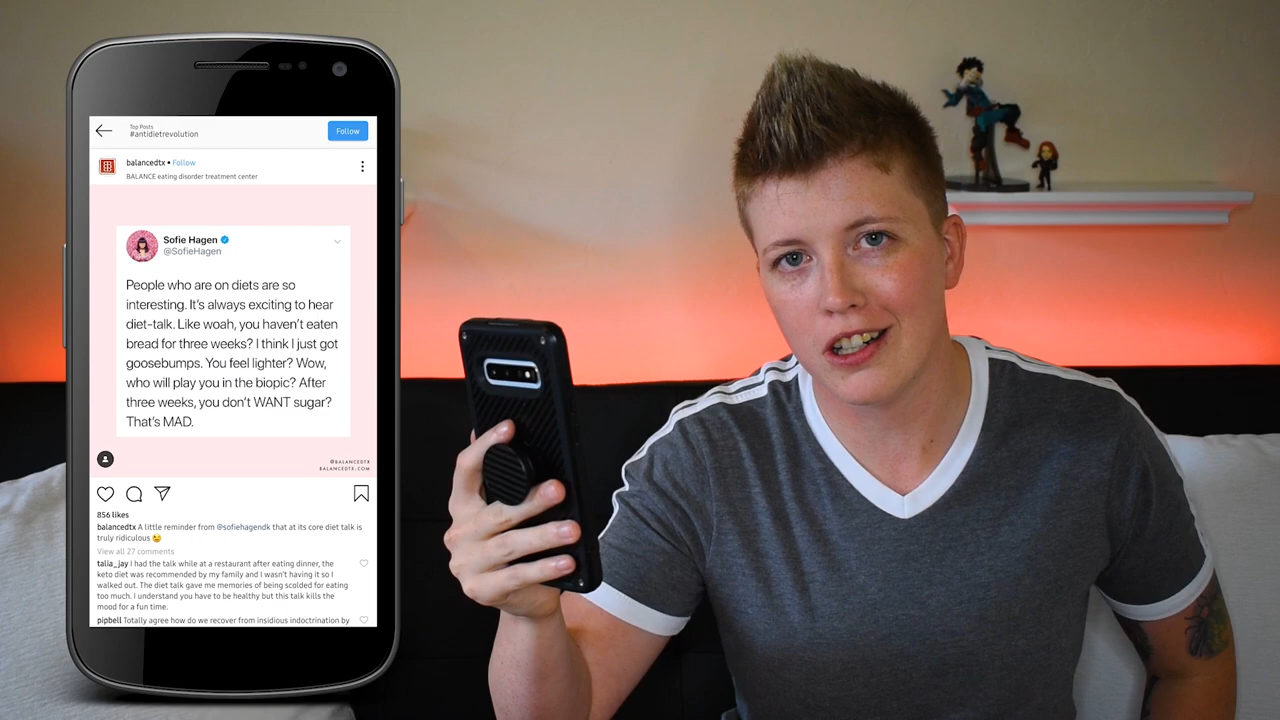 Top Posts
#antidietrevolution
Follow
balancedtx • Follow
BALANCE eating disorder treatment center
Sofie Hagen
@SofieHagen
People who are on diets are so
interesting. It's always exciting to hear
diet-talk. Like woah, you haven't eaten
bread for three weeks? I think I just got
goosebumps. You feel lighter? Wow,
who will play you in the biopic? After
three weeks, you don't WANT sugar?
That's MAD.
@BALANCEDTX
BALANCEDTX.COM
856 likes
balancedtx A little reminder from @sofiehagendk that at its core diet talk is
truly ridiculous 😉
View all 27 comments
talia_jay I had the talk while at a restaurant after eating dinner, the
keto diet was recommended by my family and I wasn't having it so I
walked out. The diet talk gave me memories of being scolded for eating
too much. I understand you have to be healthy but this talk kills the
mood for a fun time.
pipbell Totally agree how do we recover from insidious indoctrination by